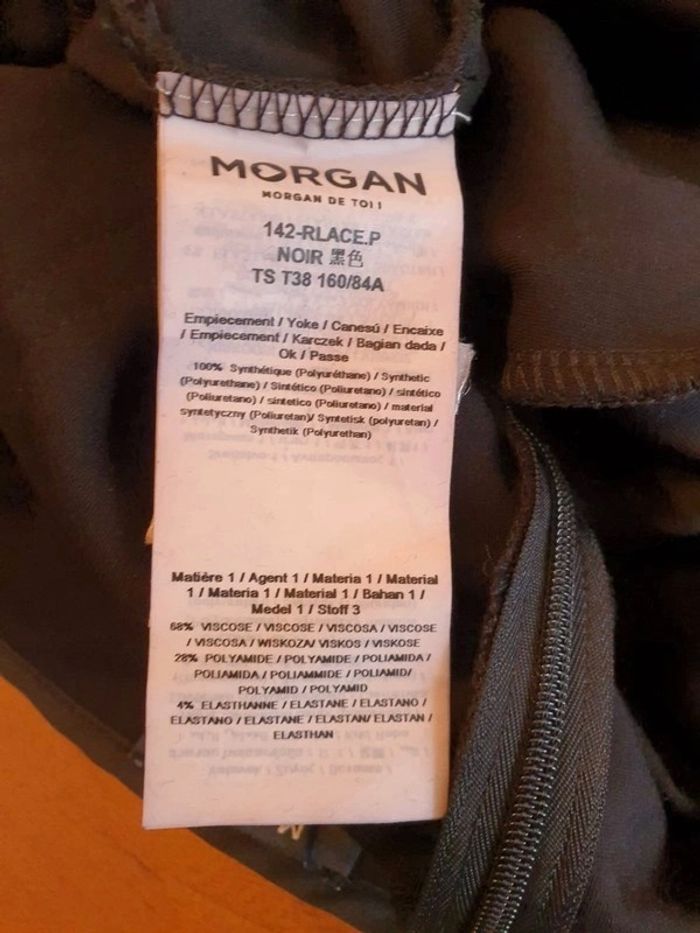 MORGAN
MORGAN DE TOI !
142-RLACE.P
NOIR 黑色
TS T38 160/84A
Empiecement / Yoke / Canesú / Encaixe
/ Empiecement / Karczek / Bagian dada /
Ok / Passe
100% Synthétique (Polyuréthane) / Synthetic
(Polyurethane) / Sintético (Poliuretano) / sintético
(Poliuretano) / sintetico (Poliuretano) / material
syntetyczny (Poliuretan)/ Syntetisk (polyuretan) /
Synthetik (Polyurethan)
Matière 1 / Agent 1 / Materia 1 / Material
1 / Materia 1 / Material 1 / Bahan 1 /
Medel 1 / Stoff 3
68% VISCOSE / VISCOSE / VISCOSA / VISCOSE
/ VISCOSA / WISKOZA/ VISKOS / VISKOSE
28% POLYAMIDE / POLYAMIDE / POLIAMIDA /
POLIAMIDA / POLIAMMIDE / POLIAMID/
POLYAMID / POLYAMID
4% ELASTHANNE / ELASTANE / ELASTANO /
ELASTANO / ELASTANE / ELASTAN/ ELASTAN /
ELASTHAN